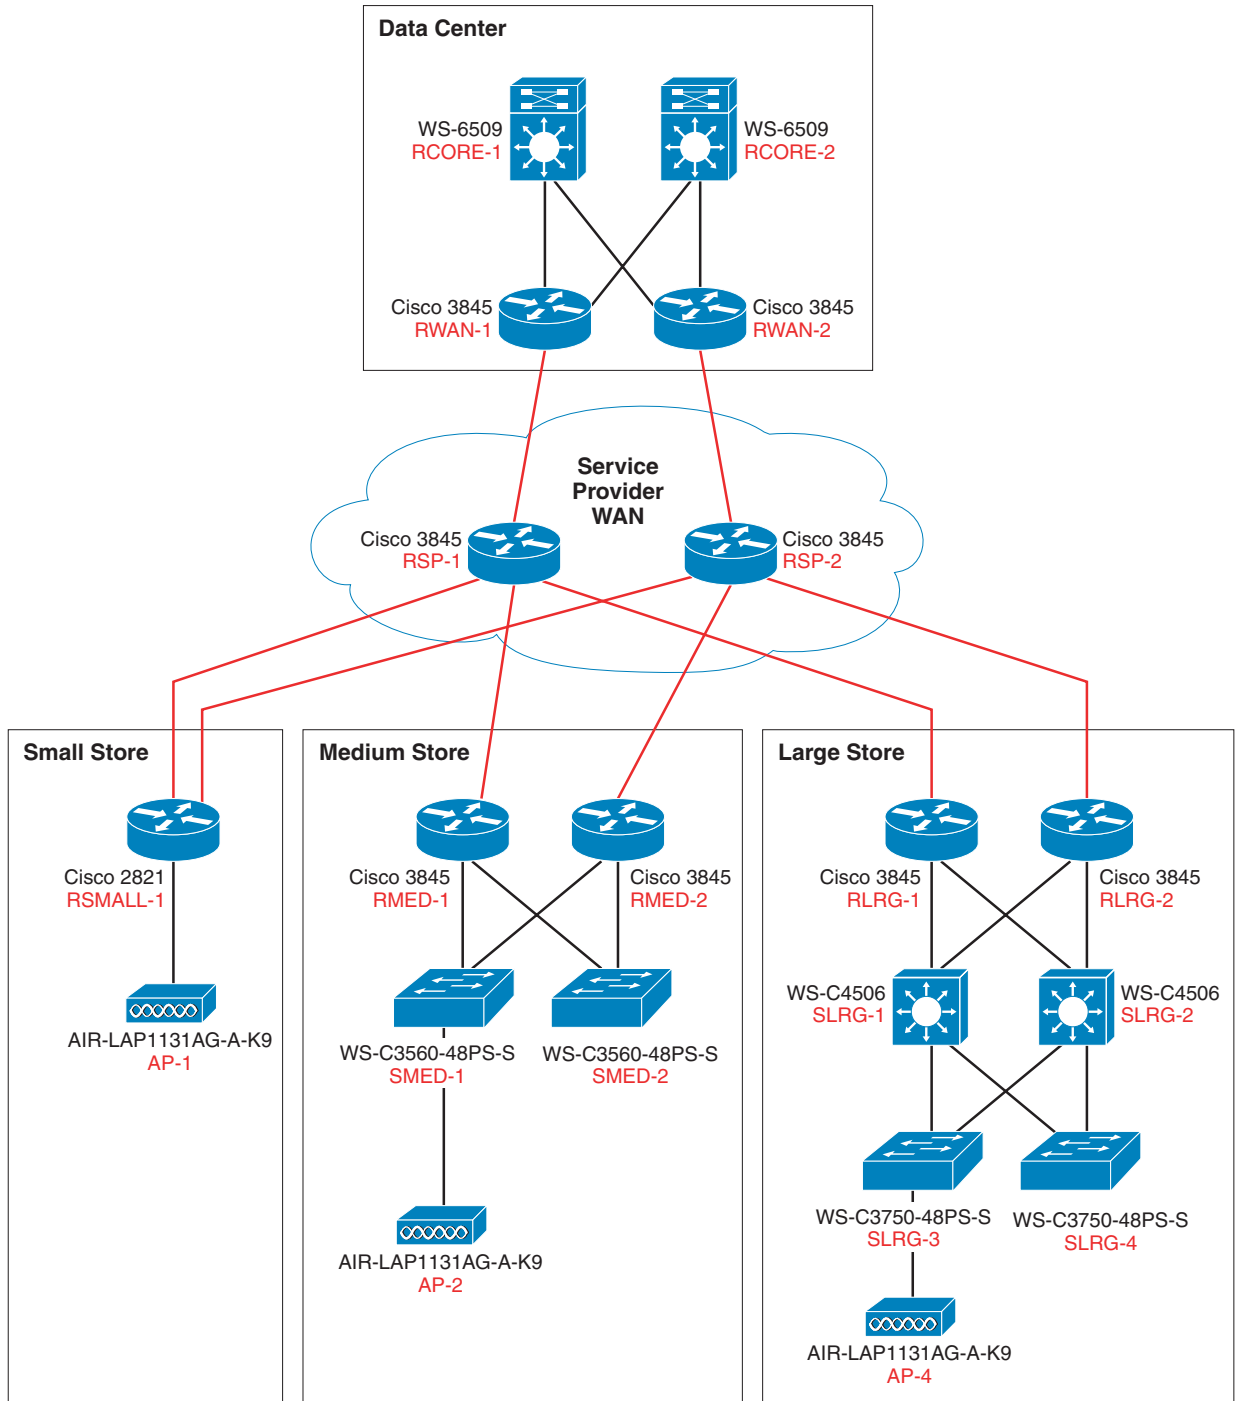 Data Center
WS-6509
RCORE-1
WS-6509
RCORE-2
Cisco 3845
RWAN-1
Cisco 3845
RWAN-2
Service
Provider
WAN
Cisco 3845
RSP-1
Cisco 3845
RSP-2
Small Store
Cisco 2821
RSMALL-1
AIR-LAP1131AG-A-K9
AP-1
Medium Store
Cisco 3845
RMED-1
Cisco 3845
RMED-2
WS-C3560-48PS-S
SMED-1
WS-C3560-48PS-S
SMED-2
AIR-LAP1131AG-A-K9
AP-2
Large Store
Cisco 3845
RLRG-1
Cisco 3845
RLRG-2
WS-C4506
SLRG-1
WS-C4506
SLRG-2
WS-C3750-48PS-S
SLRG-3
WS-C3750-48PS-S
SLRG-4
AIR-LAP1131AG-A-K9
AP-4